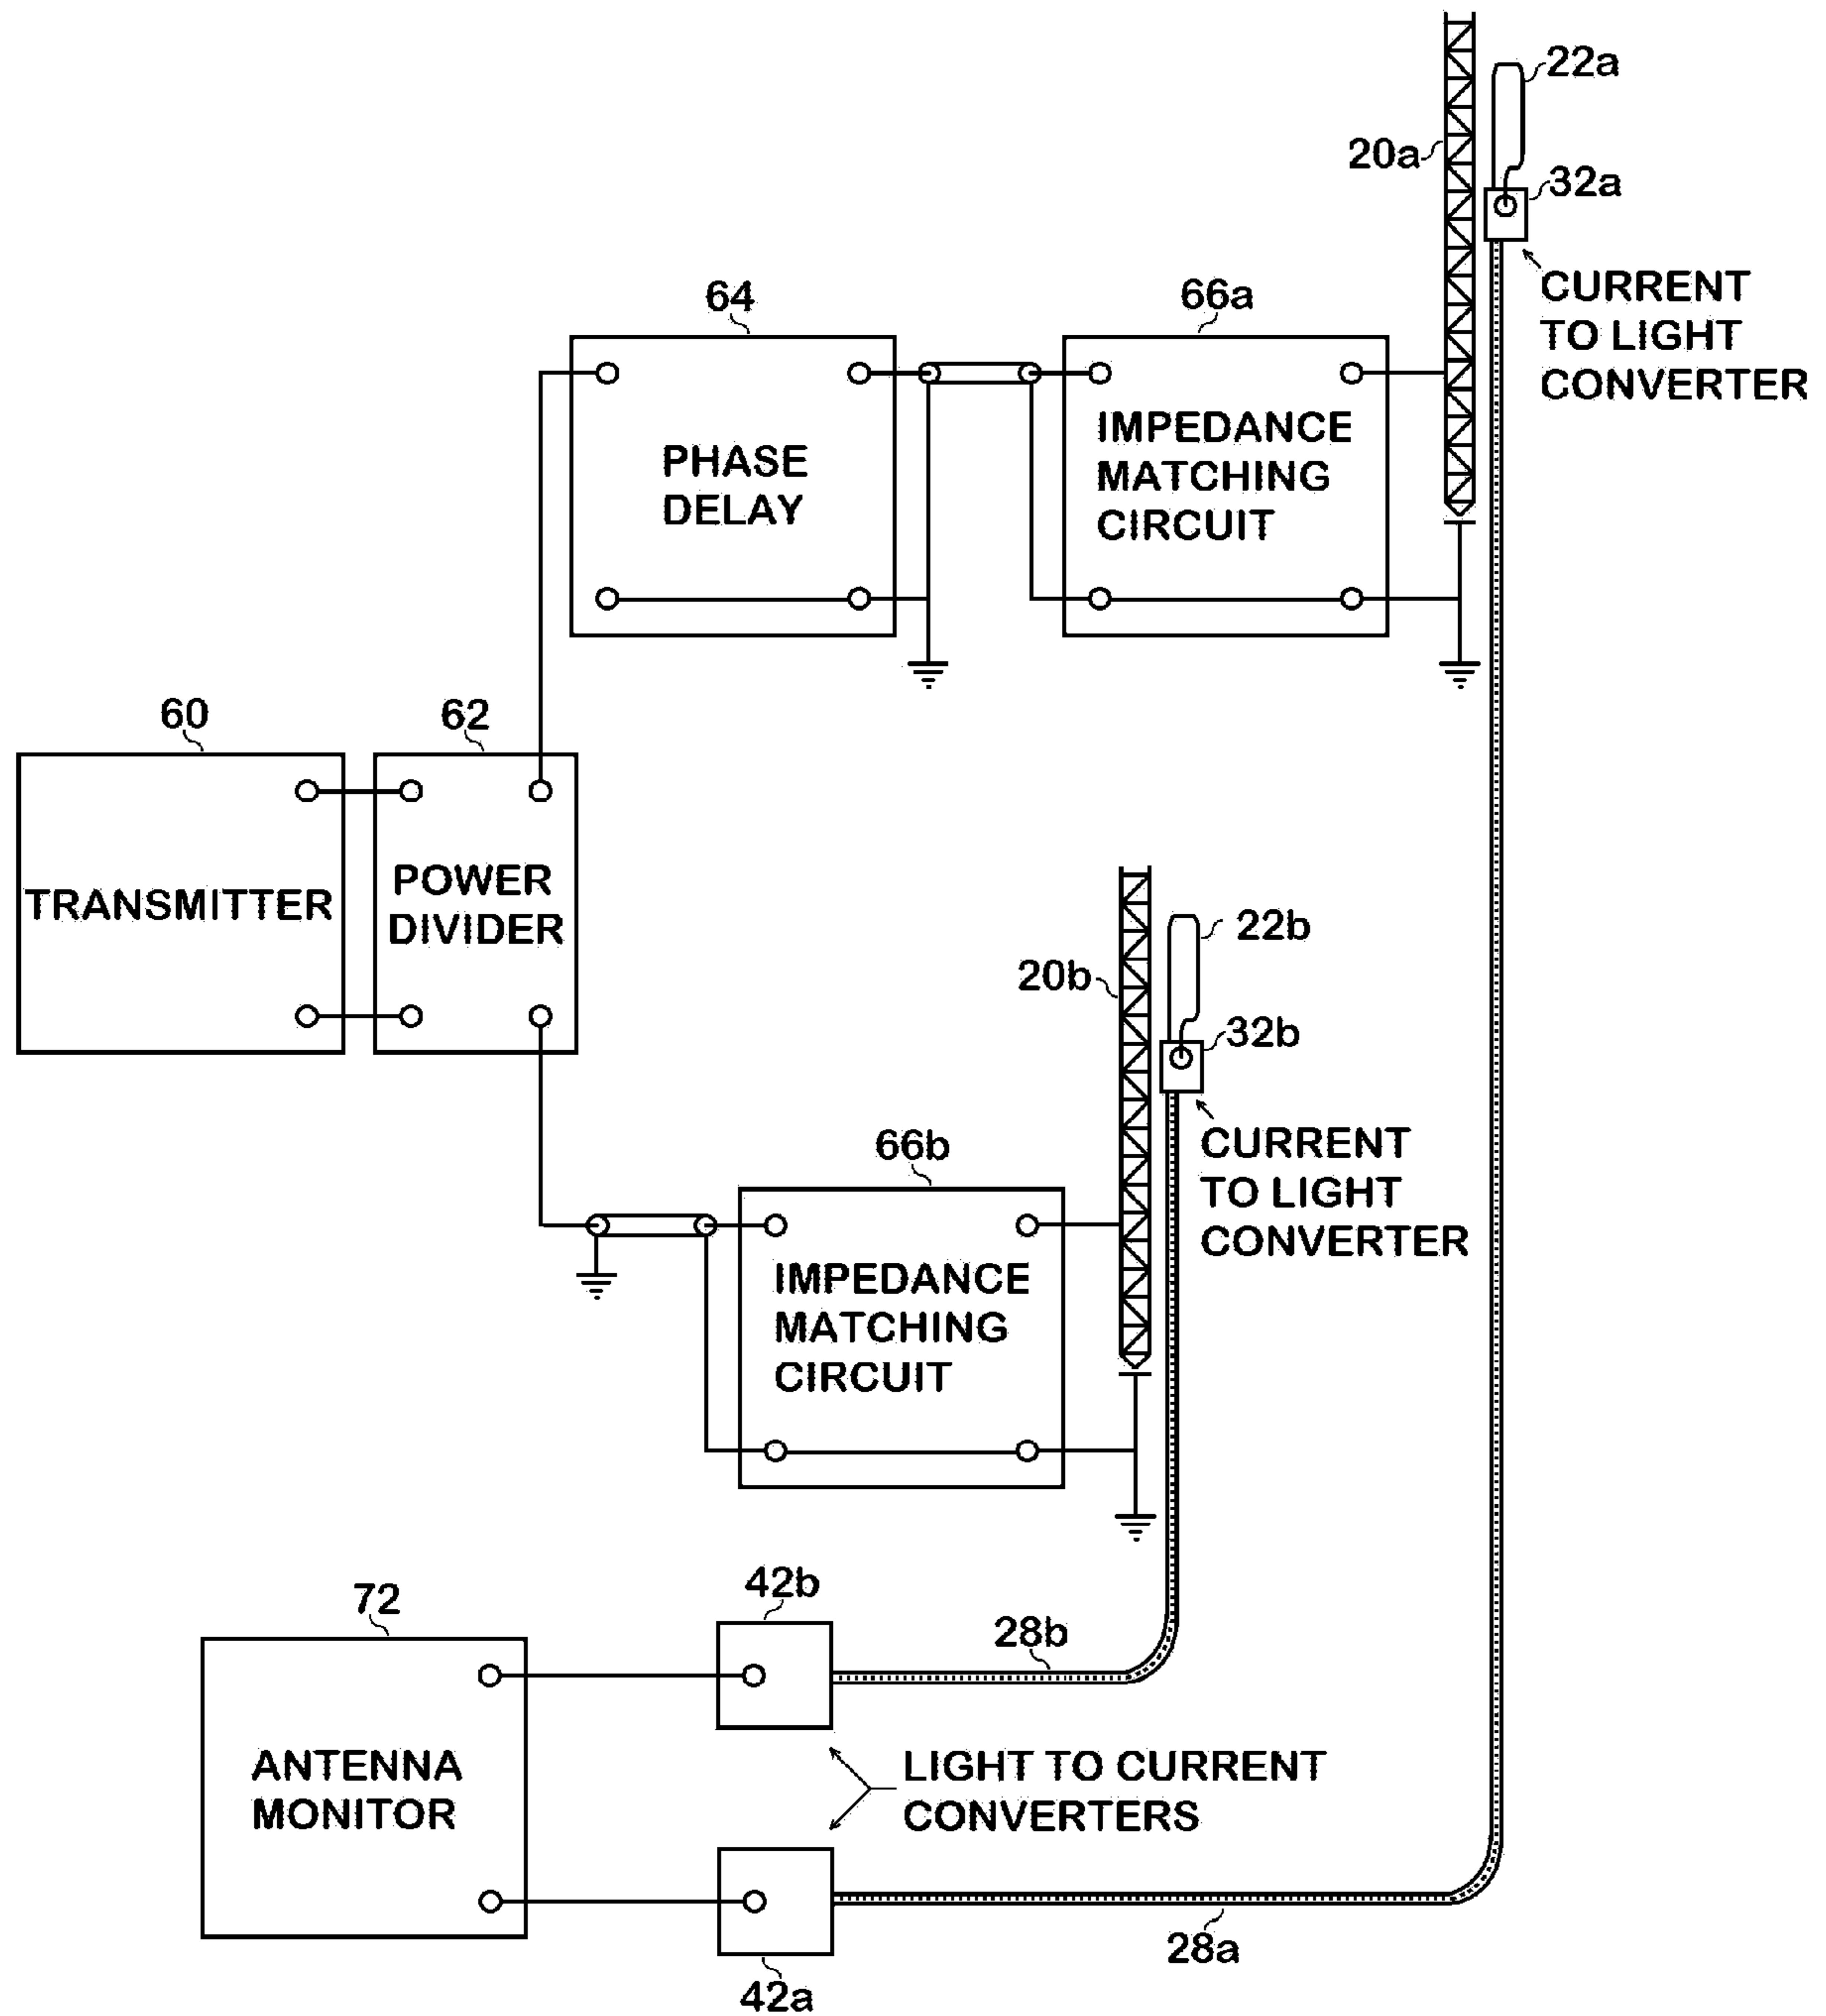 22a
20a
32a
CURRENT
TO LIGHT
CONVERTER
64
66a
PHASE
DELAY
IMPEDANCE
MATCHING
CIRCUIT
60
62
TRANSMITTER
POWER
DIVIDER
22b
20b
32b
CURRENT
TO LIGHT
CONVERTER
66b
IMPEDANCE
MATCHING
CIRCUIT
72
42b
28b
ANTENNA
MONITOR
LIGHT TO CURRENT
CONVERTERS
28a
42a